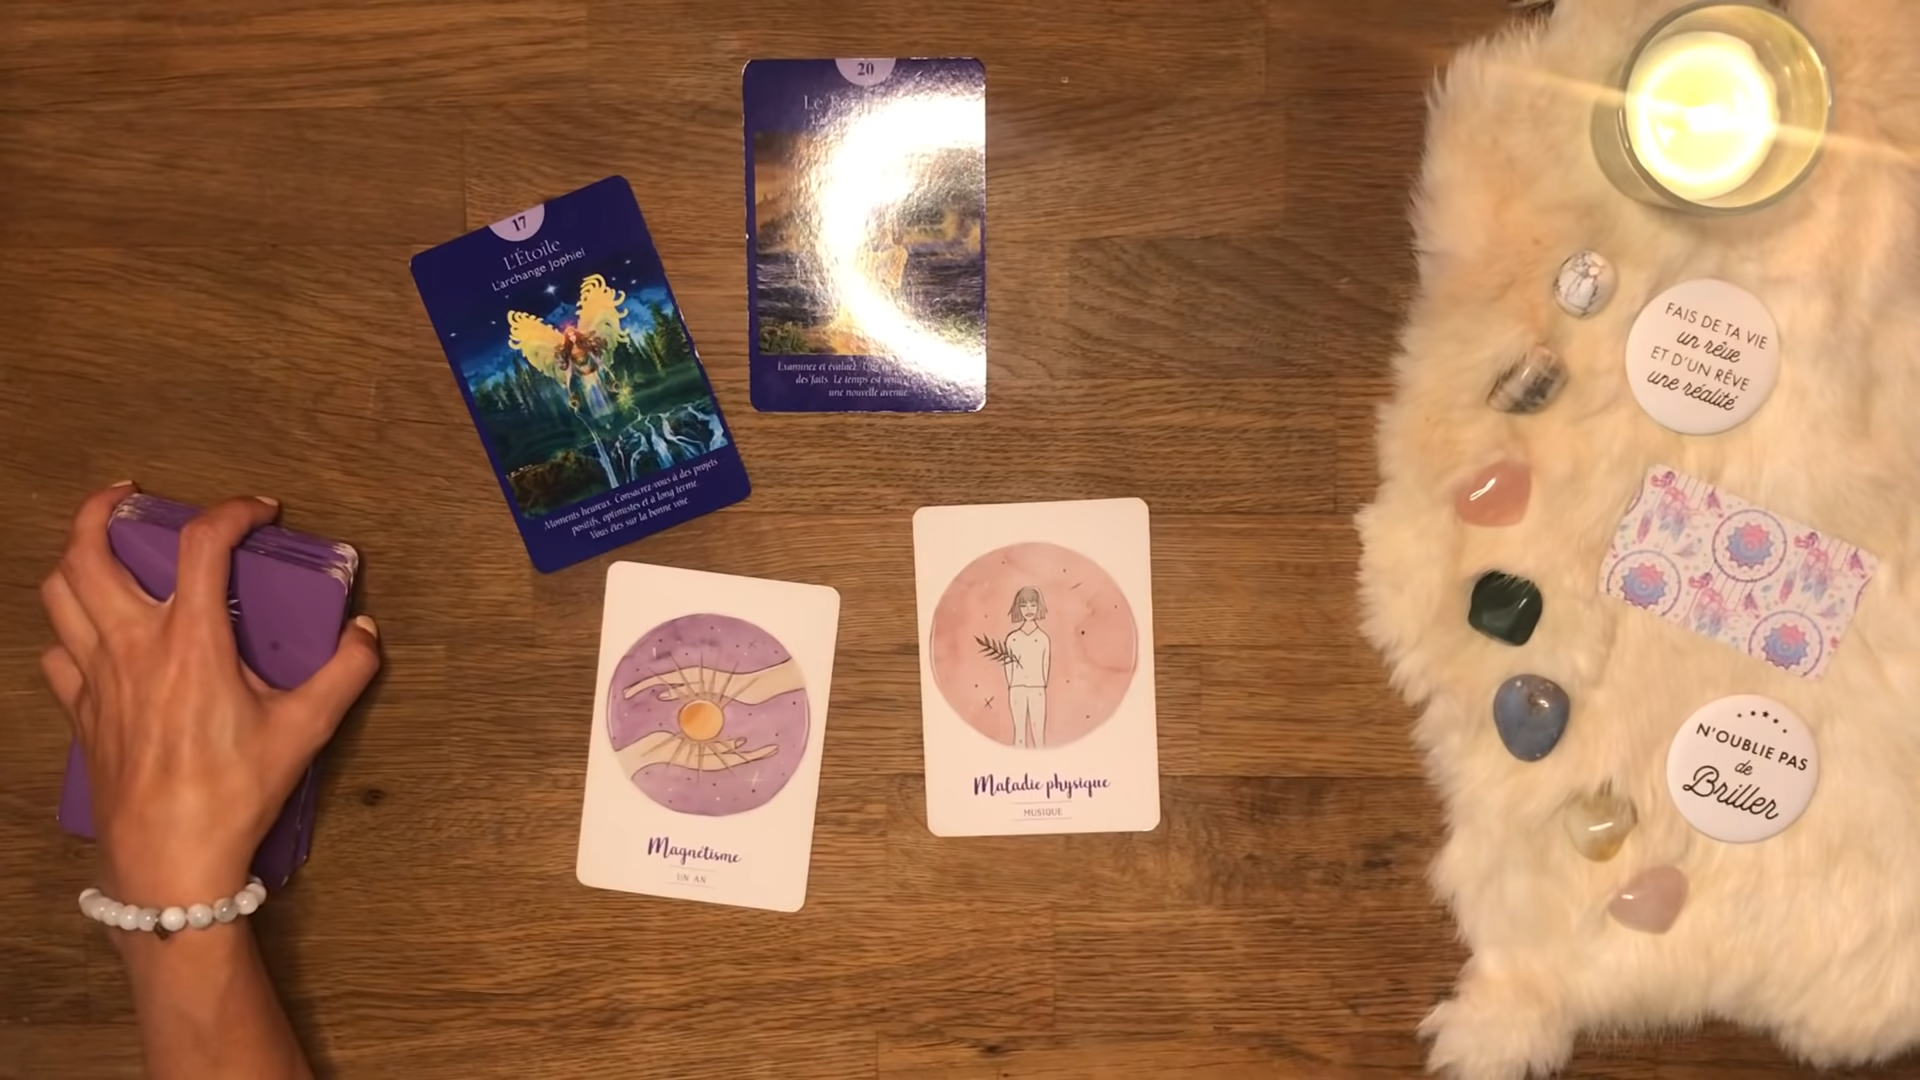 20
Le
Examinez et évaluez.
des faits. Le temps est
une nouvelle avenue.
17
L'Étoile
L'archange Jophiel
Moments heureux. Consacrez-vous à des projets
positifs, optimistes et à long terme.
Vous êtes sur la bonne voie.
Magnétisme
UN AN
Maladie physique
MUSIQUE
FAIS DE TA VIE
un rêve
ET D'UN RÊVE
une réalité
N'OUBLIE PAS
de
Briller